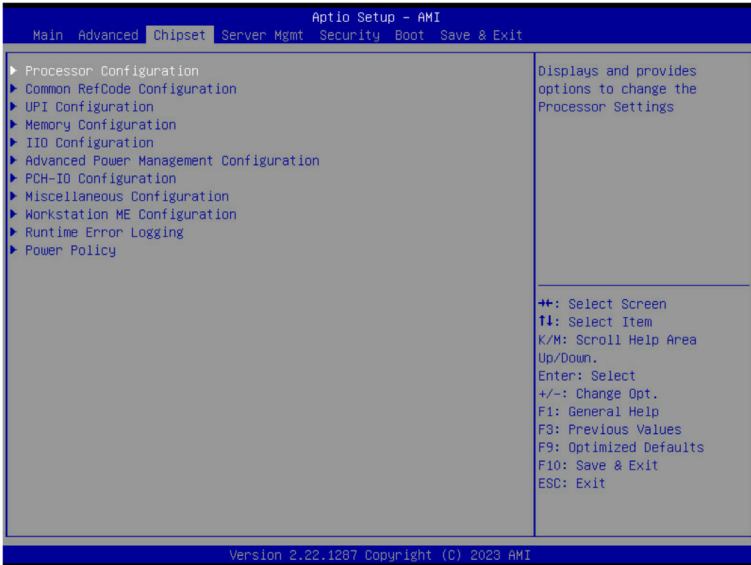 Aptio Setup – AMI
Main Advanced Chipset Server Mgmt Security Boot Save & Exit
▶ Processor Configuration
▶ Common RefCode Configuration
▶ UPI Configuration
▶ Memory Configuration
▶ IIO Configuration
▶ Advanced Power Management Configuration
▶ PCH-IO Configuration
▶ Miscellaneous Configuration
▶ Workstation ME Configuration
▶ Runtime Error Logging
▶ Power Policy
Displays and provides
options to change the
Processor Settings
→←: Select Screen
↑↓: Select Item
K/M: Scroll Help Area
Up/Down.
Enter: Select
+/-: Change Opt.
F1: General Help
F3: Previous Values
F9: Optimized Defaults
F10: Save & Exit
ESC: Exit
Version 2.22.1287 Copyright (C) 2023 AMI